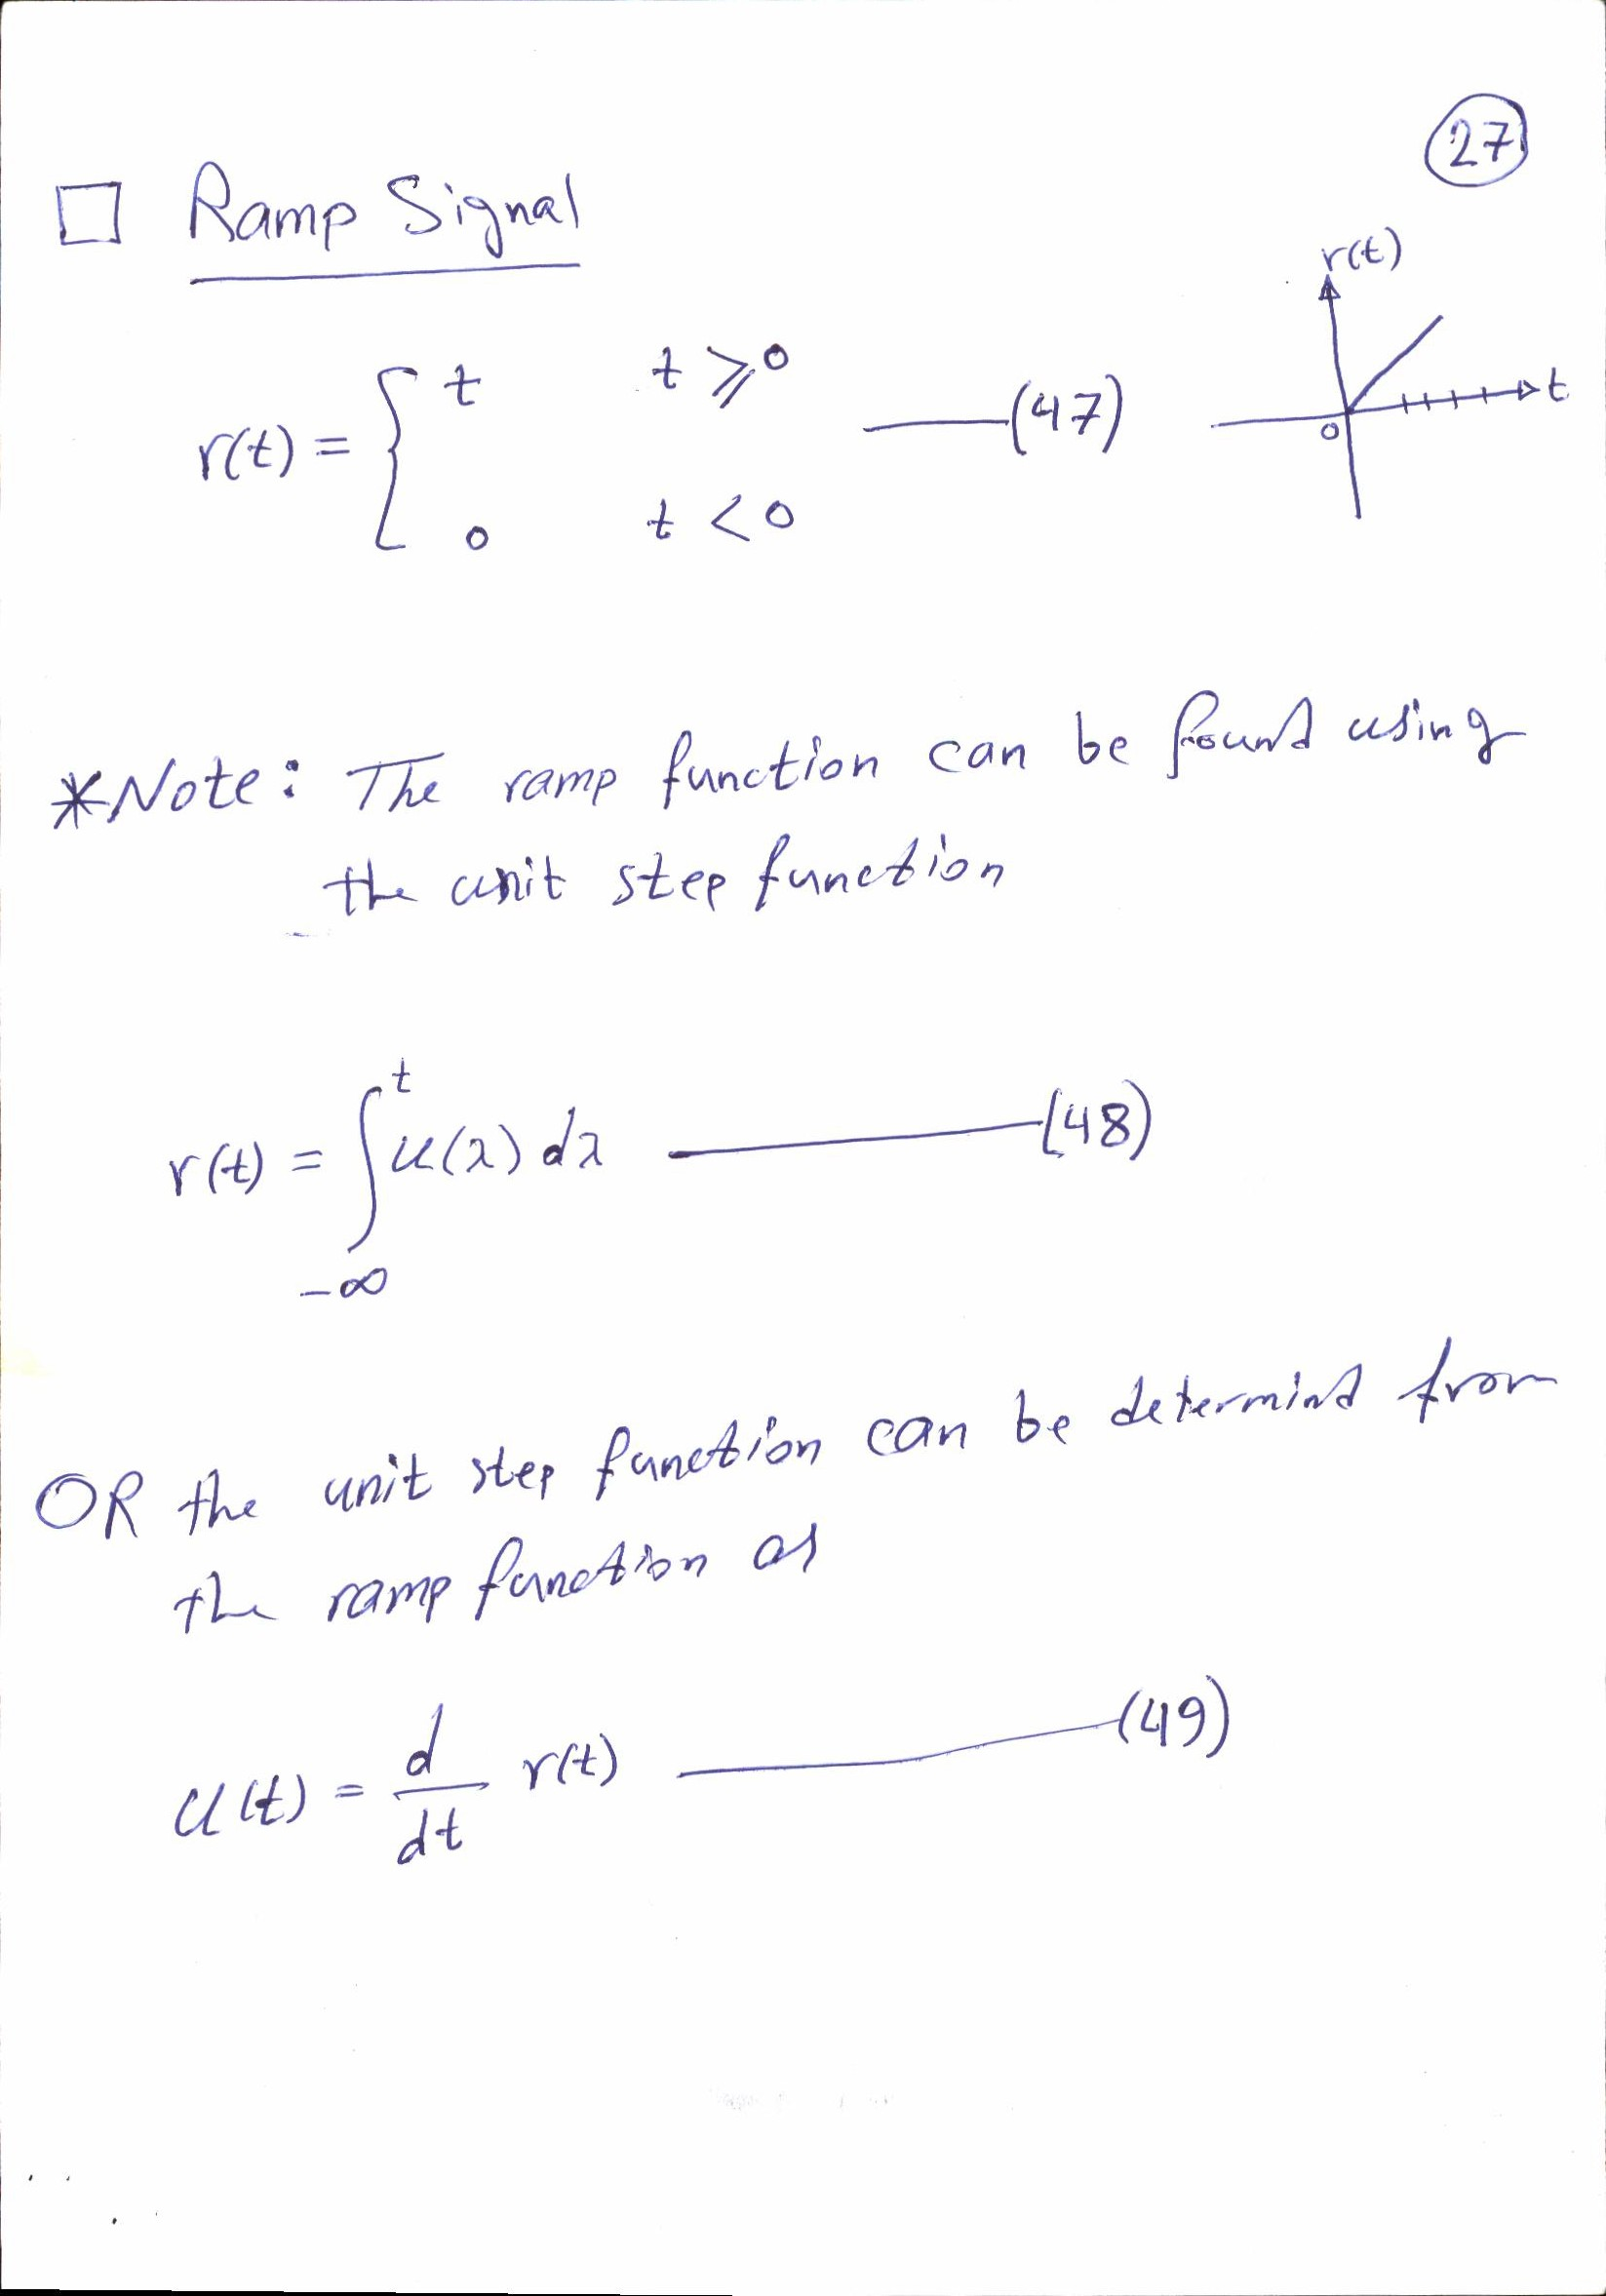 27
□ Ramp Signal
r(t)
r(t) = { t t ⩾ 0 —(47)
0 t < 0
0 t
*Note: The ramp function can be found using
the unit step function
r(t) = ∫_{-∞}^{t} u(λ) dλ —(48)
OR the unit step function can be determind from
the ramp function as
u(t) = d/dt r(t) —(49)